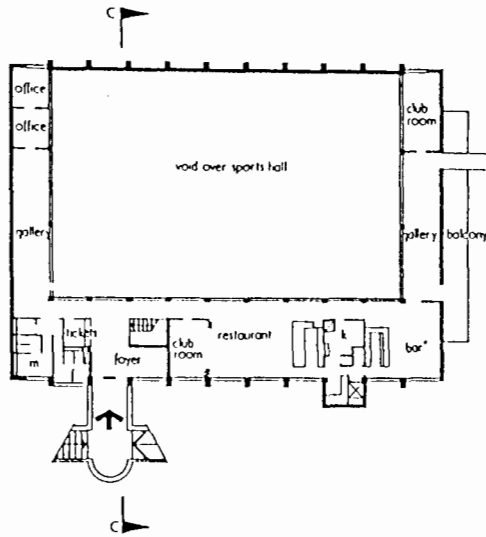 C
office
club
room
office
void over sports hall
gallery
gallery
balcony
tickets
restaurant
k
club
room
foyer
bar
m
C